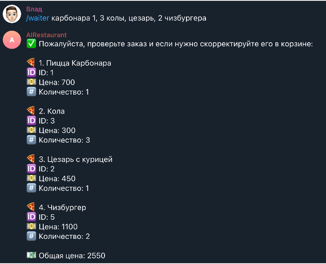 Влад
/waiter карбонара 1, 3 колы, цезарь, 2 чизбургера
A
AIRestaurant
✅ Пожалуйста, проверьте заказ и если нужно скорректируйте его в корзине:
🍕 1. Пицца Карбонара
🆔 ID: 1
💴 Цена: 700
#️⃣ Количество: 1
🍕 2. Кола
🆔 ID: 3
💴 Цена: 300
#️⃣ Количество: 3
🍕 3. Цезарь с курицей
🆔 ID: 2
💴 Цена: 450
#️⃣ Количество: 1
🍕 4. Чизбургер
🆔 ID: 5
💴 Цена: 1100
#️⃣ Количество: 2
💵 Общая цена: 2550